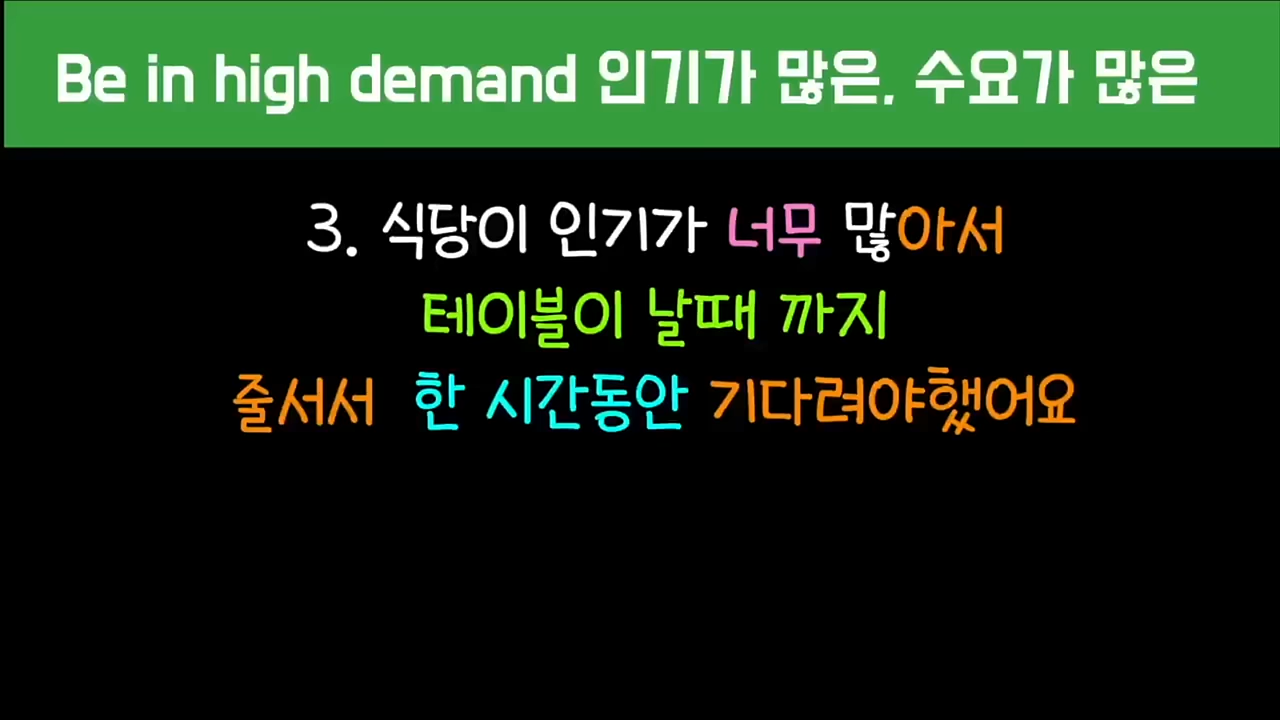 Be in high demand 인기가 많은, 수요가 많은
3. 식당이 인기가 너무 많아서
테이블이 날때 까지
줄서서 한 시간동안 기다려야했어요